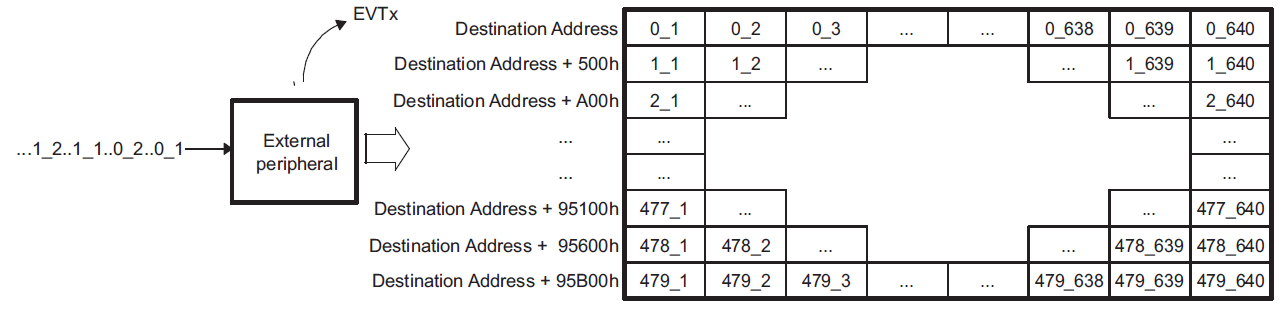 EVTx
Destination Address 0_1 0_2 0_3 ... ... 0_638 0_639 0_640
Destination Address + 500h 1_1 1_2 ... ... 1_639 1_640
Destination Address + A00h 2_1 ... ... 2_640
...1_2..1_1..0_2..0_1
External
peripheral
... ... ...
... ... ...
Destination Address + 95100h 477_1 ... ... 477_640
Destination Address + 95600h 478_1 478_2 ... ... 478_639 478_640
Destination Address + 95B00h 479_1 479_2 479_3 ... ... 479_638 479_639 479_640